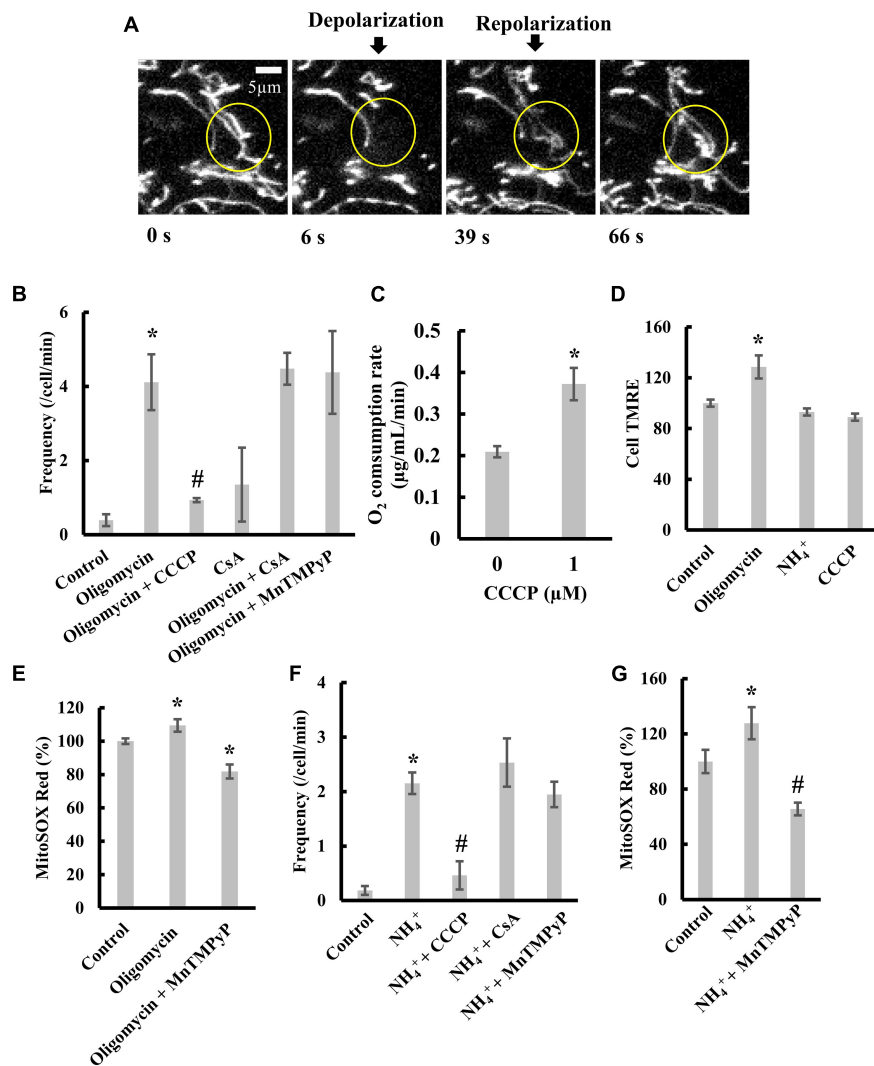 A
Depolarization
Repolarization
5µm
0 s
6 s
39 s
66 s
B
Frequency (/cell/min)
6
4
2
0
*
#
Control
Oligomycin
Oligomycin + CCCP
CsA
Oligomycin + CsA
Oligomycin + MnTMPyP
C
O₂ consumption rate
(µg/mL/min)
0.5
0.4
0.3
0.2
0.1
0
*
0
1
CCCP (µM)
D
Cell TMRE
160
120
80
40
0
*
Control
Oligomycin
NH₄⁺
CCCP
E
MitoSOX Red (%)
120
100
80
60
40
20
0
*
*
Control
Oligomycin
Oligomycin + MnTMPyP
F
Frequency (/cell/min)
4
3
2
1
0
*
#
Control
NH₄⁺
NH₄⁺ + CCCP
NH₄⁺ + CsA
NH₄⁺ + MnTMPyP
G
MitoSOX Red (%)
160
120
80
40
0
*
#
Control
NH₄⁺
NH₄⁺ + MnTMPyP